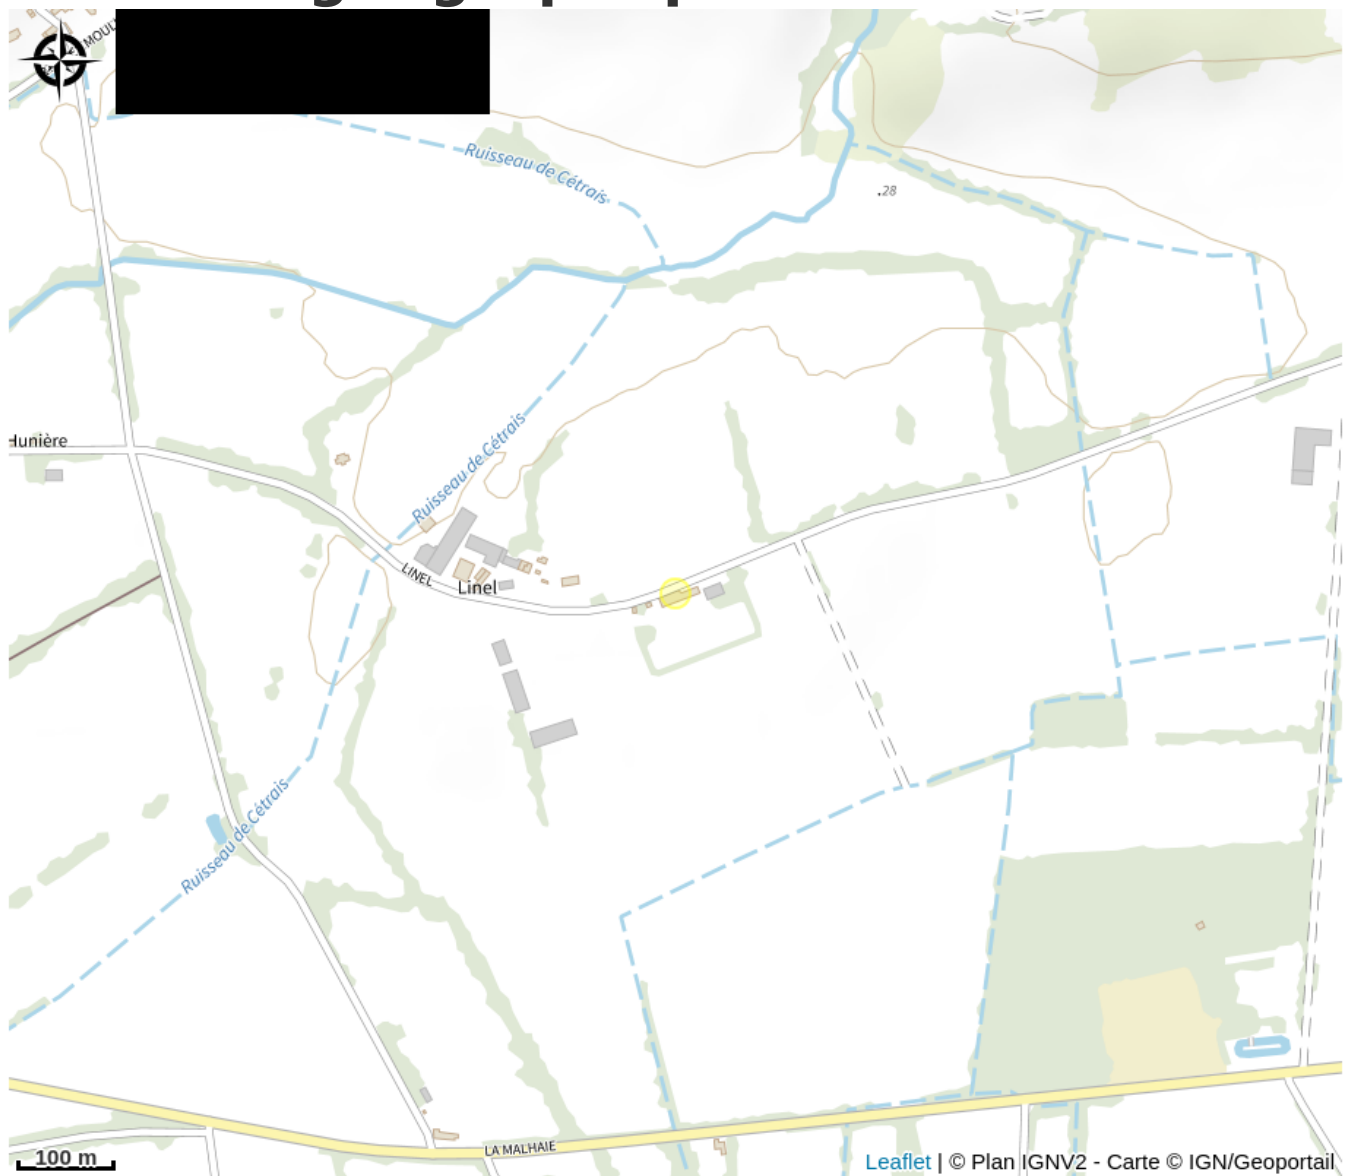 MOUL
Ruisseau de Cétrais
28
Hunière
Ruisseau de Cétrais
LINEL
Linel
Ruisseau de Cétrais
LA MALHAIE
100 m
Leaflet | © Plan IGNV2 - Carte © IGN/Geoportail